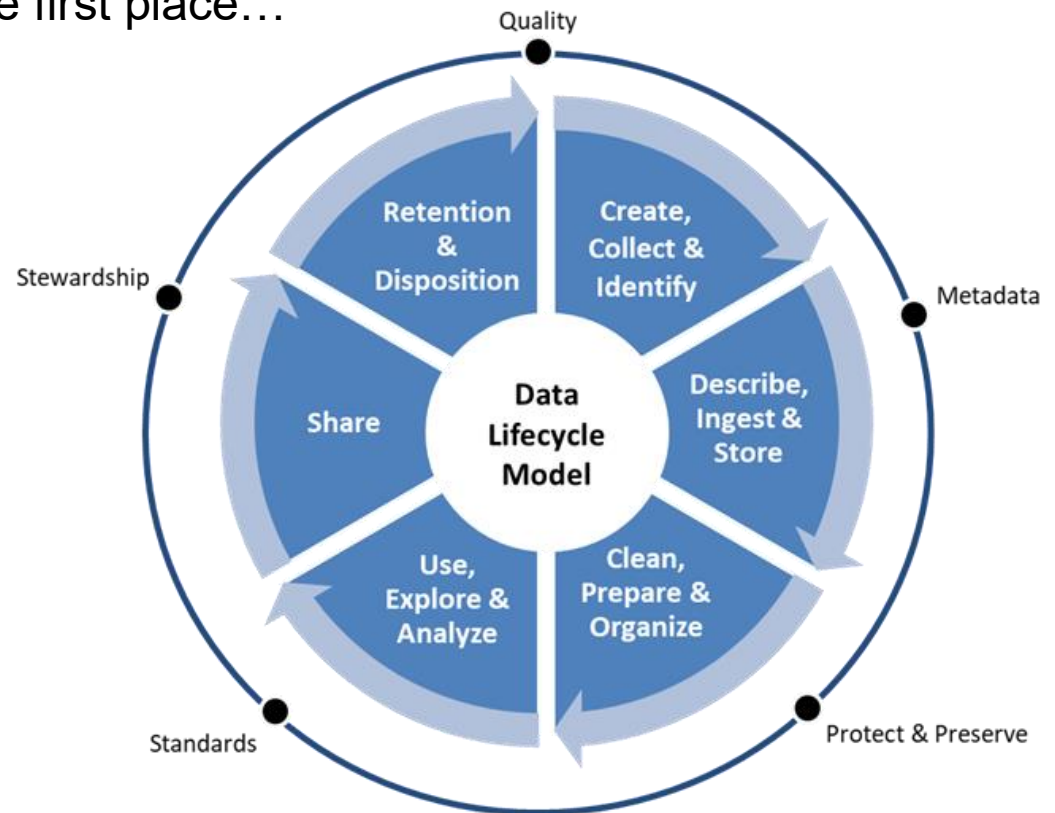 e first place…
Quality
Retention
&
Disposition
Create,
Collect &
Identify
Stewardship
Metadata
Share
Data
Lifecycle
Model
Describe,
Ingest &
Store
Use,
Explore &
Analyze
Clean,
Prepare &
Organize
Standards
Protect & Preserve